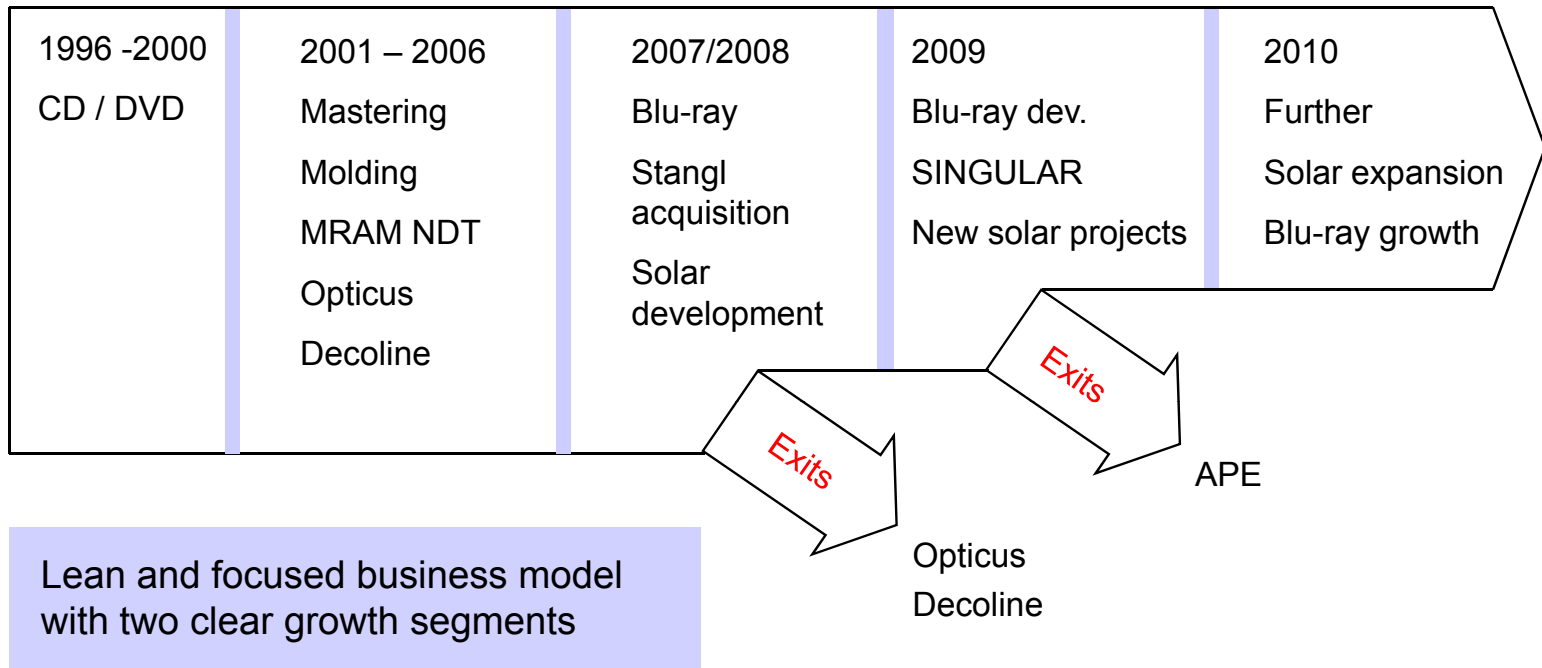 1996 -2000
CD / DVD
2001 – 2006
Mastering
Molding
MRAM NDT
Opticus
Decoline
2007/2008
Blu-ray
Stangl
acquisition
Solar
development
2009
Blu-ray dev.
SINGULAR
New solar projects
2010
Further
Solar expansion
Blu-ray growth
Exits
Opticus
Decoline
Exits
APE
Lean and focused business model
with two clear growth segments